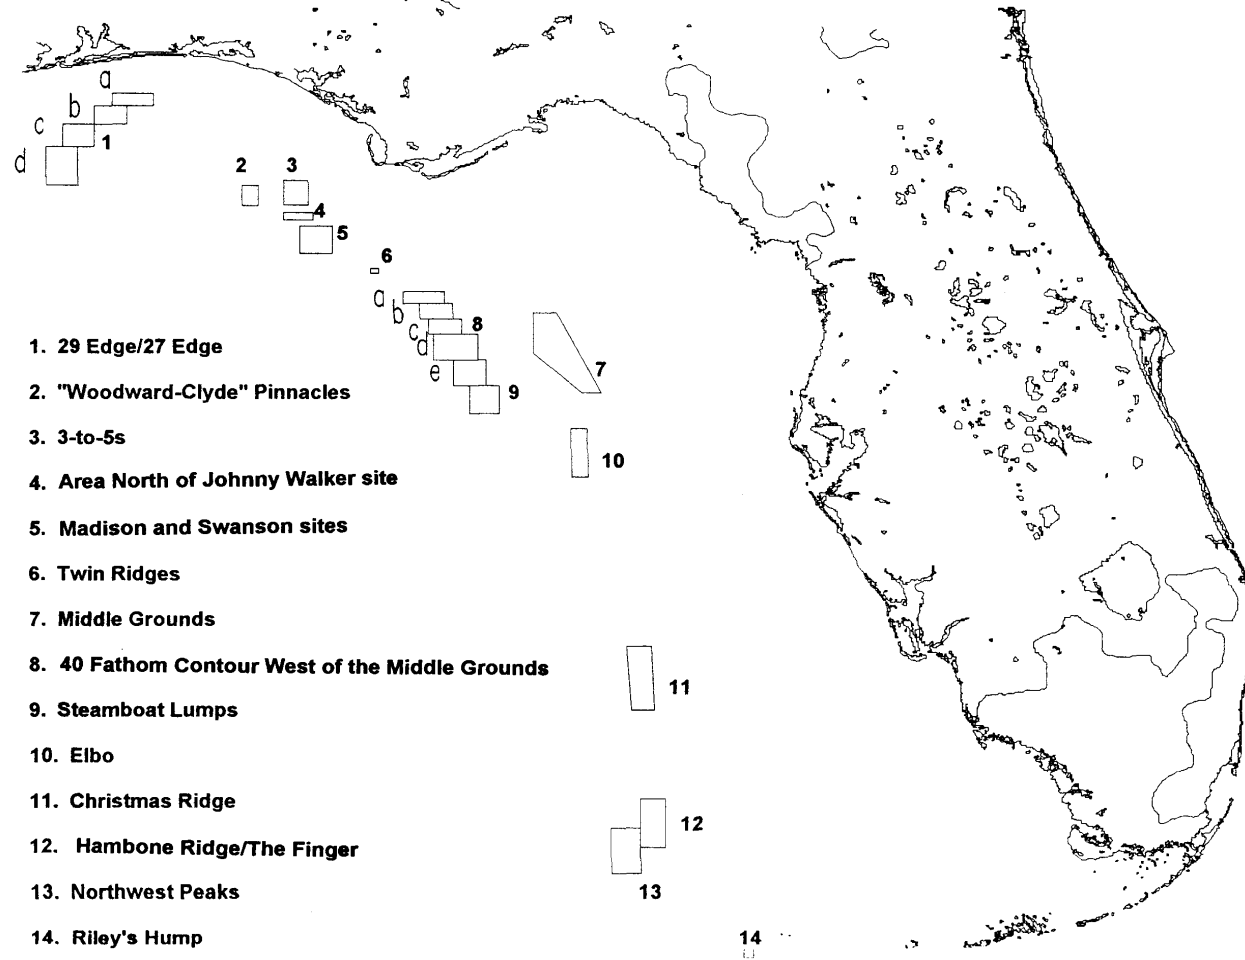 a
b
c
d
1
2
3
4
5
6
a
b
c
8
d
e
7
9
10
11
12
13
14
1. 29 Edge/27 Edge
2. "Woodward-Clyde" Pinnacles
3. 3-to-5s
4. Area North of Johnny Walker site
5. Madison and Swanson sites
6. Twin Ridges
7. Middle Grounds
8. 40 Fathom Contour West of the Middle Grounds
9. Steamboat Lumps
10. Elbo
11. Christmas Ridge
12. Hambone Ridge/The Finger
13. Northwest Peaks
14. Riley's Hump